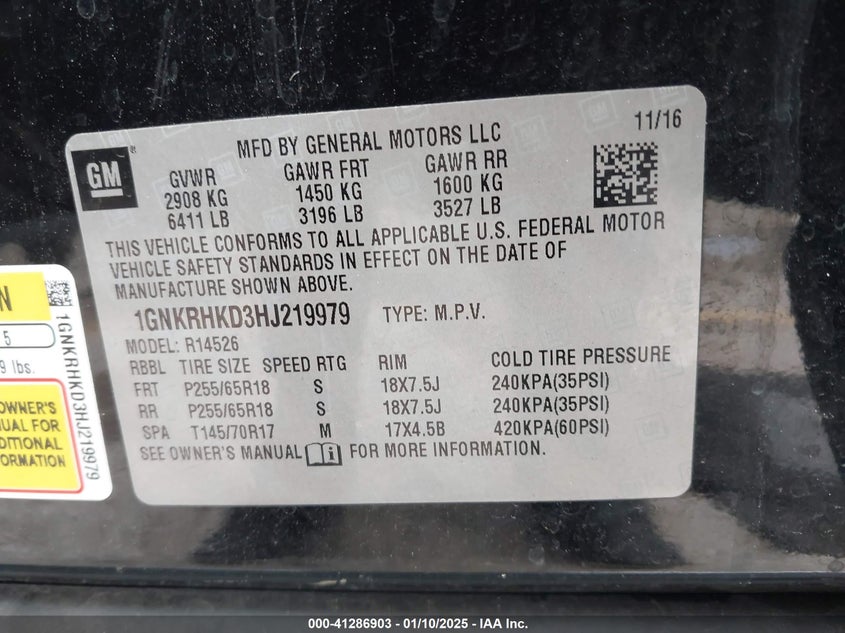 MFD BY GENERAL MOTORS LLC 11/16
GM
GVWR GAWR FRT GAWR RR
2908 KG 1450 KG 1600 KG
6411 LB 3196 LB 3527 LB
THIS VEHICLE CONFORMS TO ALL APPLICABLE U.S. FEDERAL MOTOR
VEHICLE SAFETY STANDARDS IN EFFECT ON THE DATE OF
MANUFACTURE SHOWN ABOVE.
1GNKRHKD3HJ219979 TYPE: M.P.V.
MODEL: R14526
RBBL TIRE SIZE SPEED RTG RIM COLD TIRE PRESSURE
FRT P255/65R18 S 18X7.5J 240KPA(35PSI)
RR P255/65R18 S 18X7.5J 240KPA(35PSI)
SPA T145/70R17 M 17X4.5B 420KPA(60PSI)
SEE OWNER'S MANUAL i FOR MORE INFORMATION.
N
5
9 lbs.
OWNER'S
FOR
1GNKRHKD3HJ219979
000-41286903 - 01/10/2025 - IAA Inc.